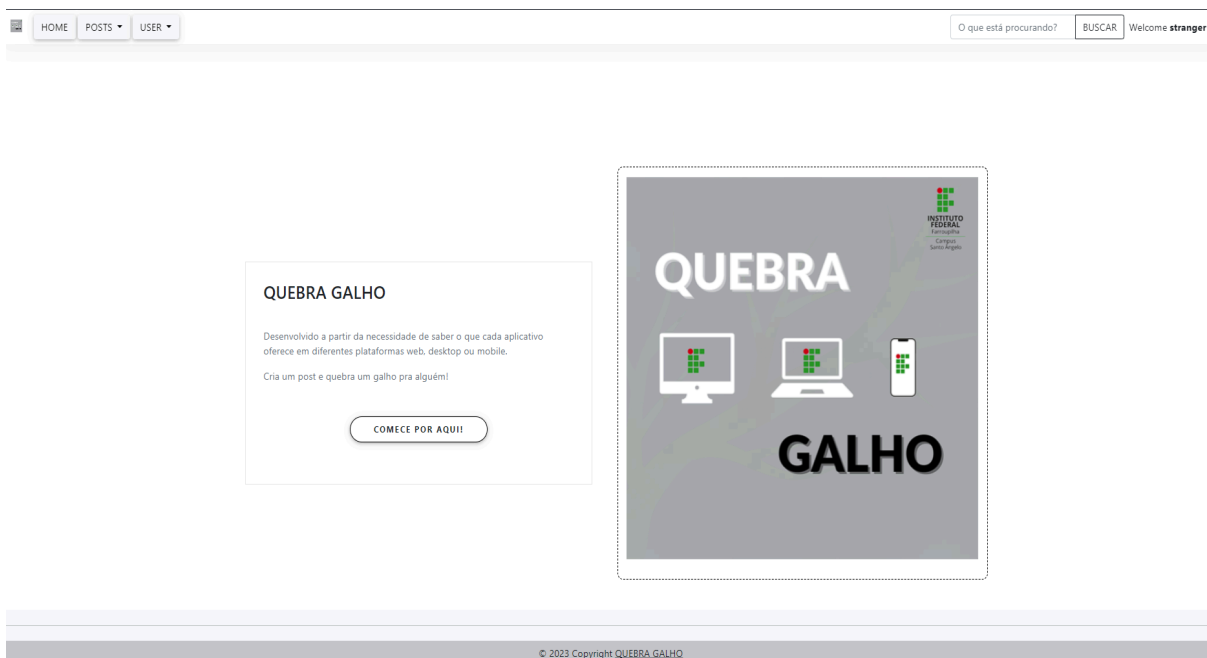 HOME POSTS USER O que está procurando? BUSCAR Welcome stranger
INSTITUTO
FEDERAL
Farroupilha
Campus
Santo Ângelo
QUEBRA
GALHO
QUEBRA GALHO
Desenvolvido a partir da necessidade de saber o que cada aplicativo
oferece em diferentes plataformas web, desktop ou mobile.
Cria um post e quebra um galho pra alguém!
COMECE POR AQUI!
© 2023 Copyright QUEBRA GALHO